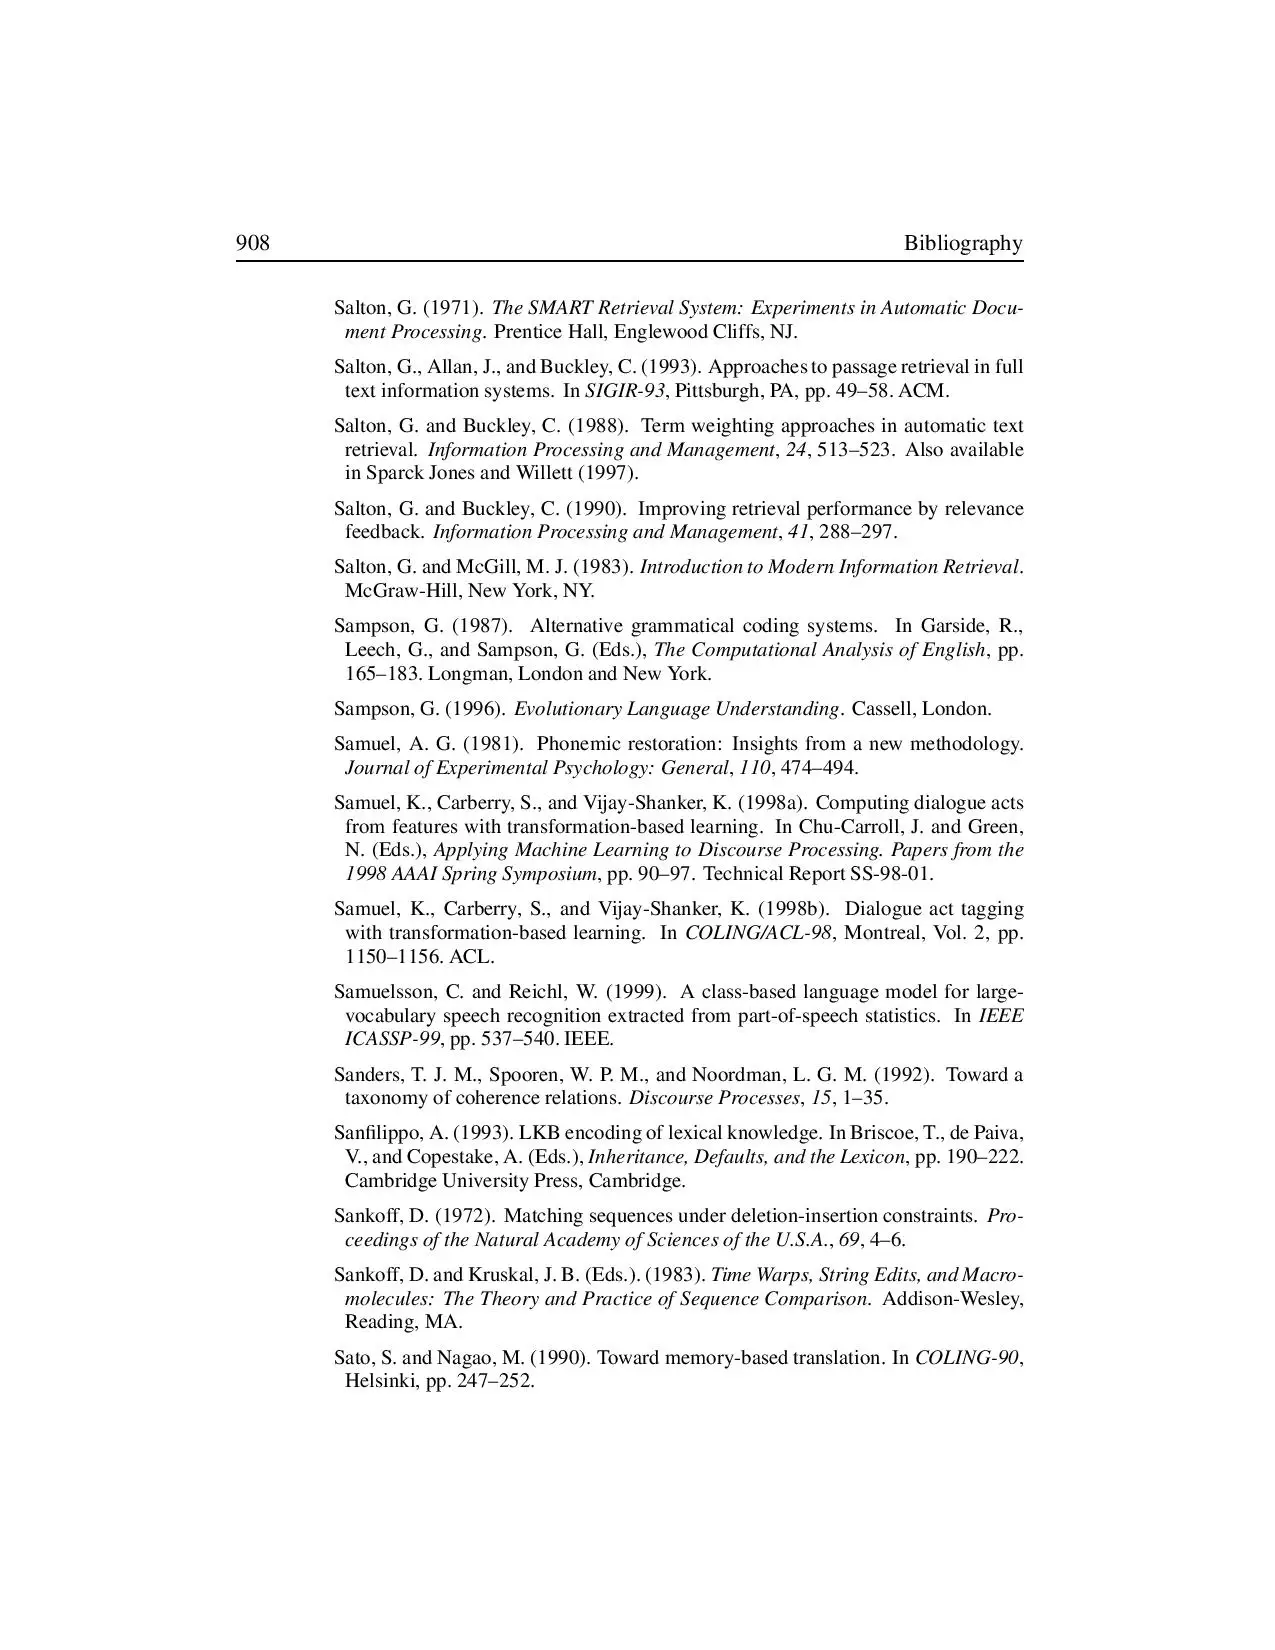 908 Bibliography
Salton, G. (1971). The SMART Retrieval System: Experiments in Automatic Docu-
ment Processing. Prentice Hall, Englewood Cliffs, NJ.
Salton, G., Allan, J., and Buckley, C. (1993). Approaches to passage retrieval in full
text information systems. In SIGIR-93, Pittsburgh, PA, pp. 49–58. ACM.
Salton, G. and Buckley, C. (1988). Term weighting approaches in automatic text
retrieval. Information Processing and Management, 24, 513–523. Also available
in Sparck Jones and Willett (1997).
Salton, G. and Buckley, C. (1990). Improving retrieval performance by relevance
feedback. Information Processing and Management, 41, 288–297.
Salton, G. and McGill, M. J. (1983). Introduction to Modern Information Retrieval.
McGraw-Hill, New York, NY.
Sampson, G. (1987). Alternative grammatical coding systems. In Garside, R.,
Leech, G., and Sampson, G. (Eds.), The Computational Analysis of English, pp.
165–183. Longman, London and New York.
Sampson, G. (1996). Evolutionary Language Understanding. Cassell, London.
Samuel, A. G. (1981). Phonemic restoration: Insights from a new methodology.
Journal of Experimental Psychology: General, 110, 474–494.
Samuel, K., Carberry, S., and Vijay-Shanker, K. (1998a). Computing dialogue acts
from features with transformation-based learning. In Chu-Carroll, J. and Green,
N. (Eds.), Applying Machine Learning to Discourse Processing. Papers from the
1998 AAAI Spring Symposium, pp. 90–97. Technical Report SS-98-01.
Samuel, K., Carberry, S., and Vijay-Shanker, K. (1998b). Dialogue act tagging
with transformation-based learning. In COLING/ACL-98, Montreal, Vol. 2, pp.
1150–1156. ACL.
Samuelsson, C. and Reichl, W. (1999). A class-based language model for large-
vocabulary speech recognition extracted from part-of-speech statistics. In IEEE
ICASSP-99, pp. 537–540. IEEE.
Sanders, T. J. M., Spooren, W. P. M., and Noordman, L. G. M. (1992). Toward a
taxonomy of coherence relations. Discourse Processes, 15, 1–35.
Sanfilippo, A. (1993). LKB encoding of lexical knowledge. In Briscoe, T., de Paiva,
V., and Copestake, A. (Eds.), Inheritance, Defaults, and the Lexicon, pp. 190–222.
Cambridge University Press, Cambridge.
Sankoff, D. (1972). Matching sequences under deletion-insertion constraints. Pro-
ceedings of the Natural Academy of Sciences of the U.S.A., 69, 4–6.
Sankoff, D. and Kruskal, J. B. (Eds.). (1983). Time Warps, String Edits, and Macro-
molecules: The Theory and Practice of Sequence Comparison. Addison-Wesley,
Reading, MA.
Sato, S. and Nagao, M. (1990). Toward memory-based translation. In COLING-90,
Helsinki, pp. 247–252.